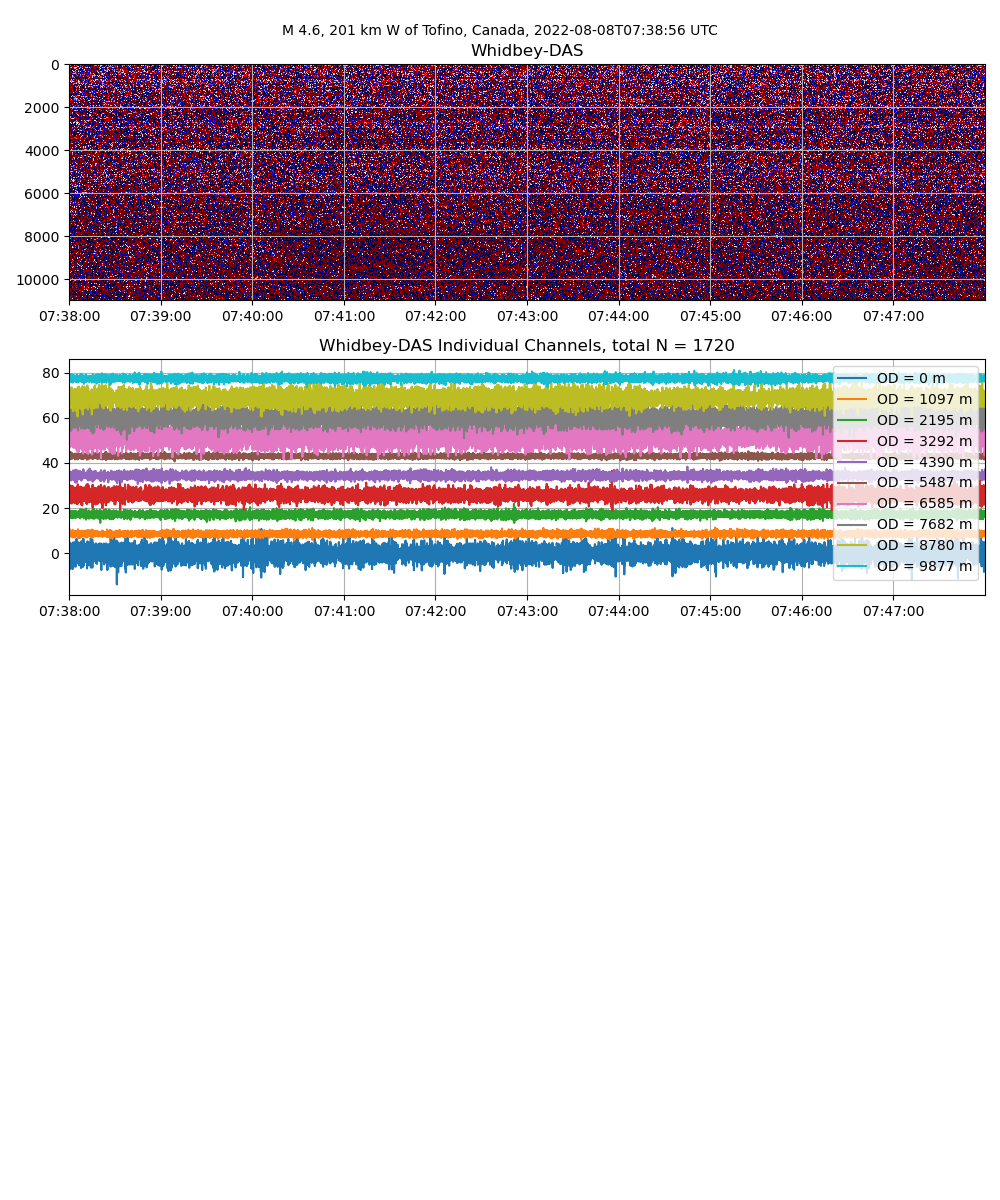 M 4.6, 201 km W of Tofino, Canada, 2022-08-08T07:38:56 UTC
Whidbey-DAS
0
2000
4000
6000
8000
10000
07:38:00 07:39:00 07:40:00 07:41:00 07:42:00 07:43:00 07:44:00 07:45:00 07:46:00 07:47:00
Whidbey-DAS Individual Channels, total N = 1720
80
60
40
20
0
OD = 0 m
OD = 1097 m
OD = 2195 m
OD = 3292 m
OD = 4390 m
OD = 5487 m
OD = 6585 m
OD = 7682 m
OD = 8780 m
OD = 9877 m
07:38:00 07:39:00 07:40:00 07:41:00 07:42:00 07:43:00 07:44:00 07:45:00 07:46:00 07:47:00